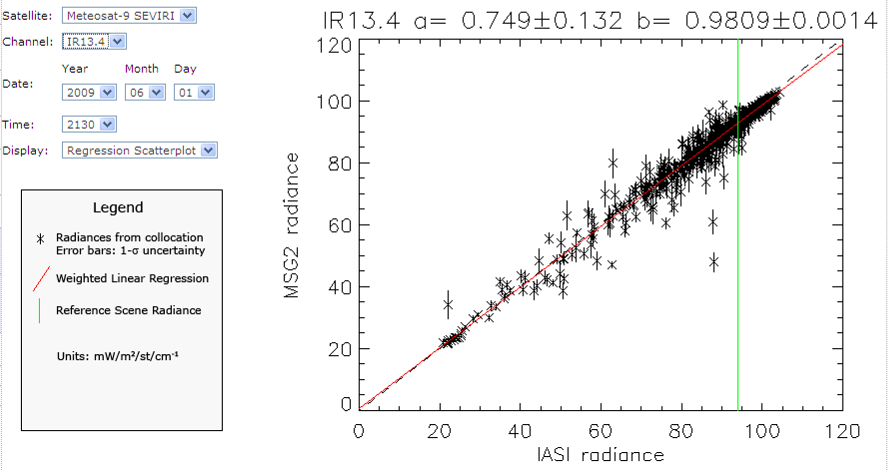 Satellite: Meteosat-9 SEVIRI
Channel: IR13.4
Year Month Day
Date: 2009 06 01
Time: 2130
Display: Regression Scatterplot
Legend
Radiances from collocation
Error bars: 1-σ uncertainty
Weighted Linear Regression
Reference Scene Radiance
Units: mW/m²/st/cm⁻¹
IR13.4 a= 0.749±0.132 b= 0.9809±0.0014
120
100
80
60
40
20
0
MSG2 radiance
0 20 40 60 80 100 120
IASI radiance